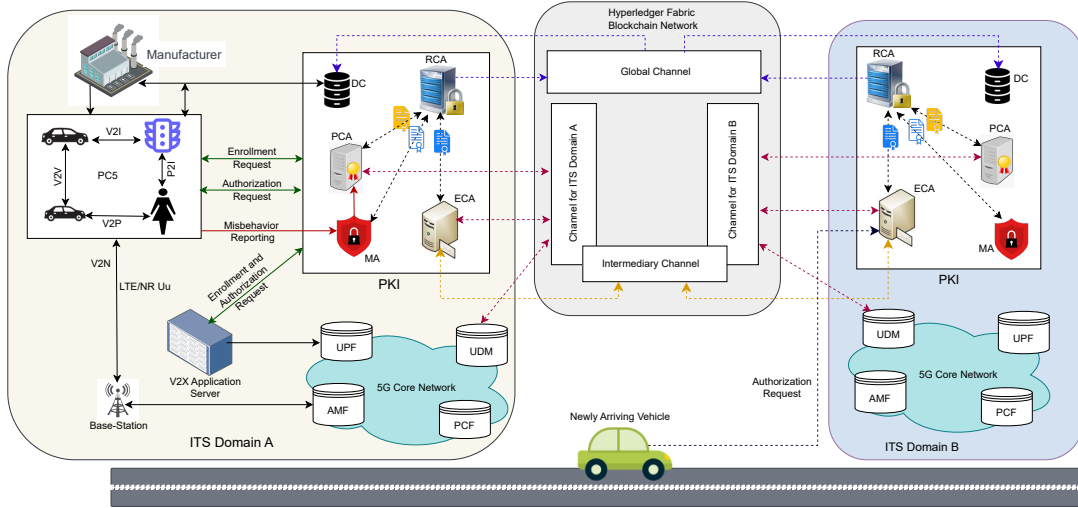 Hyperledger Fabric
Blockchain Network
Manufacturer
RCA
DC
Global Channel
RCA
DC
V2I
PC5
V2V
P2I
V2P
Enrollment
Request
Authorization
Request
Misbehavior
Reporting
PCA
ECA
MA
PKI
Channel for ITS Domain A
Channel for ITS Domain B
Intermediary Channel
PCA
ECA
MA
PKI
V2N
LTE/NR Uu
Enrollment and
Authorization
Request
V2X Application
Server
Base-Station
UPF
UDM
5G Core Network
AMF
PCF
ITS Domain A
Authorization
Request
Newly Arriving Vehicle
UDM
UPF
5G Core Network
AMF
PCF
ITS Domain B